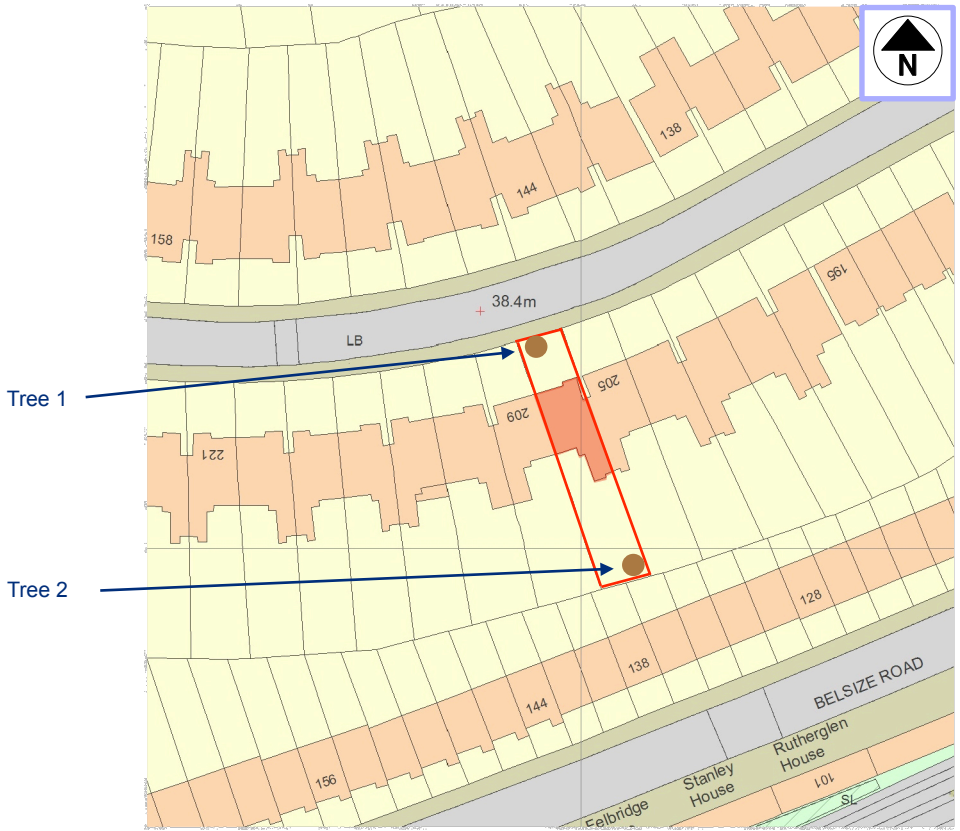 N
138
144
158
195
38.4m
LB
Tree 1
205
209
221
Tree 2
128
138
BELSIZE ROAD
144
Rutherglen
House
Stanley
House
156
101
SL
Felbridge